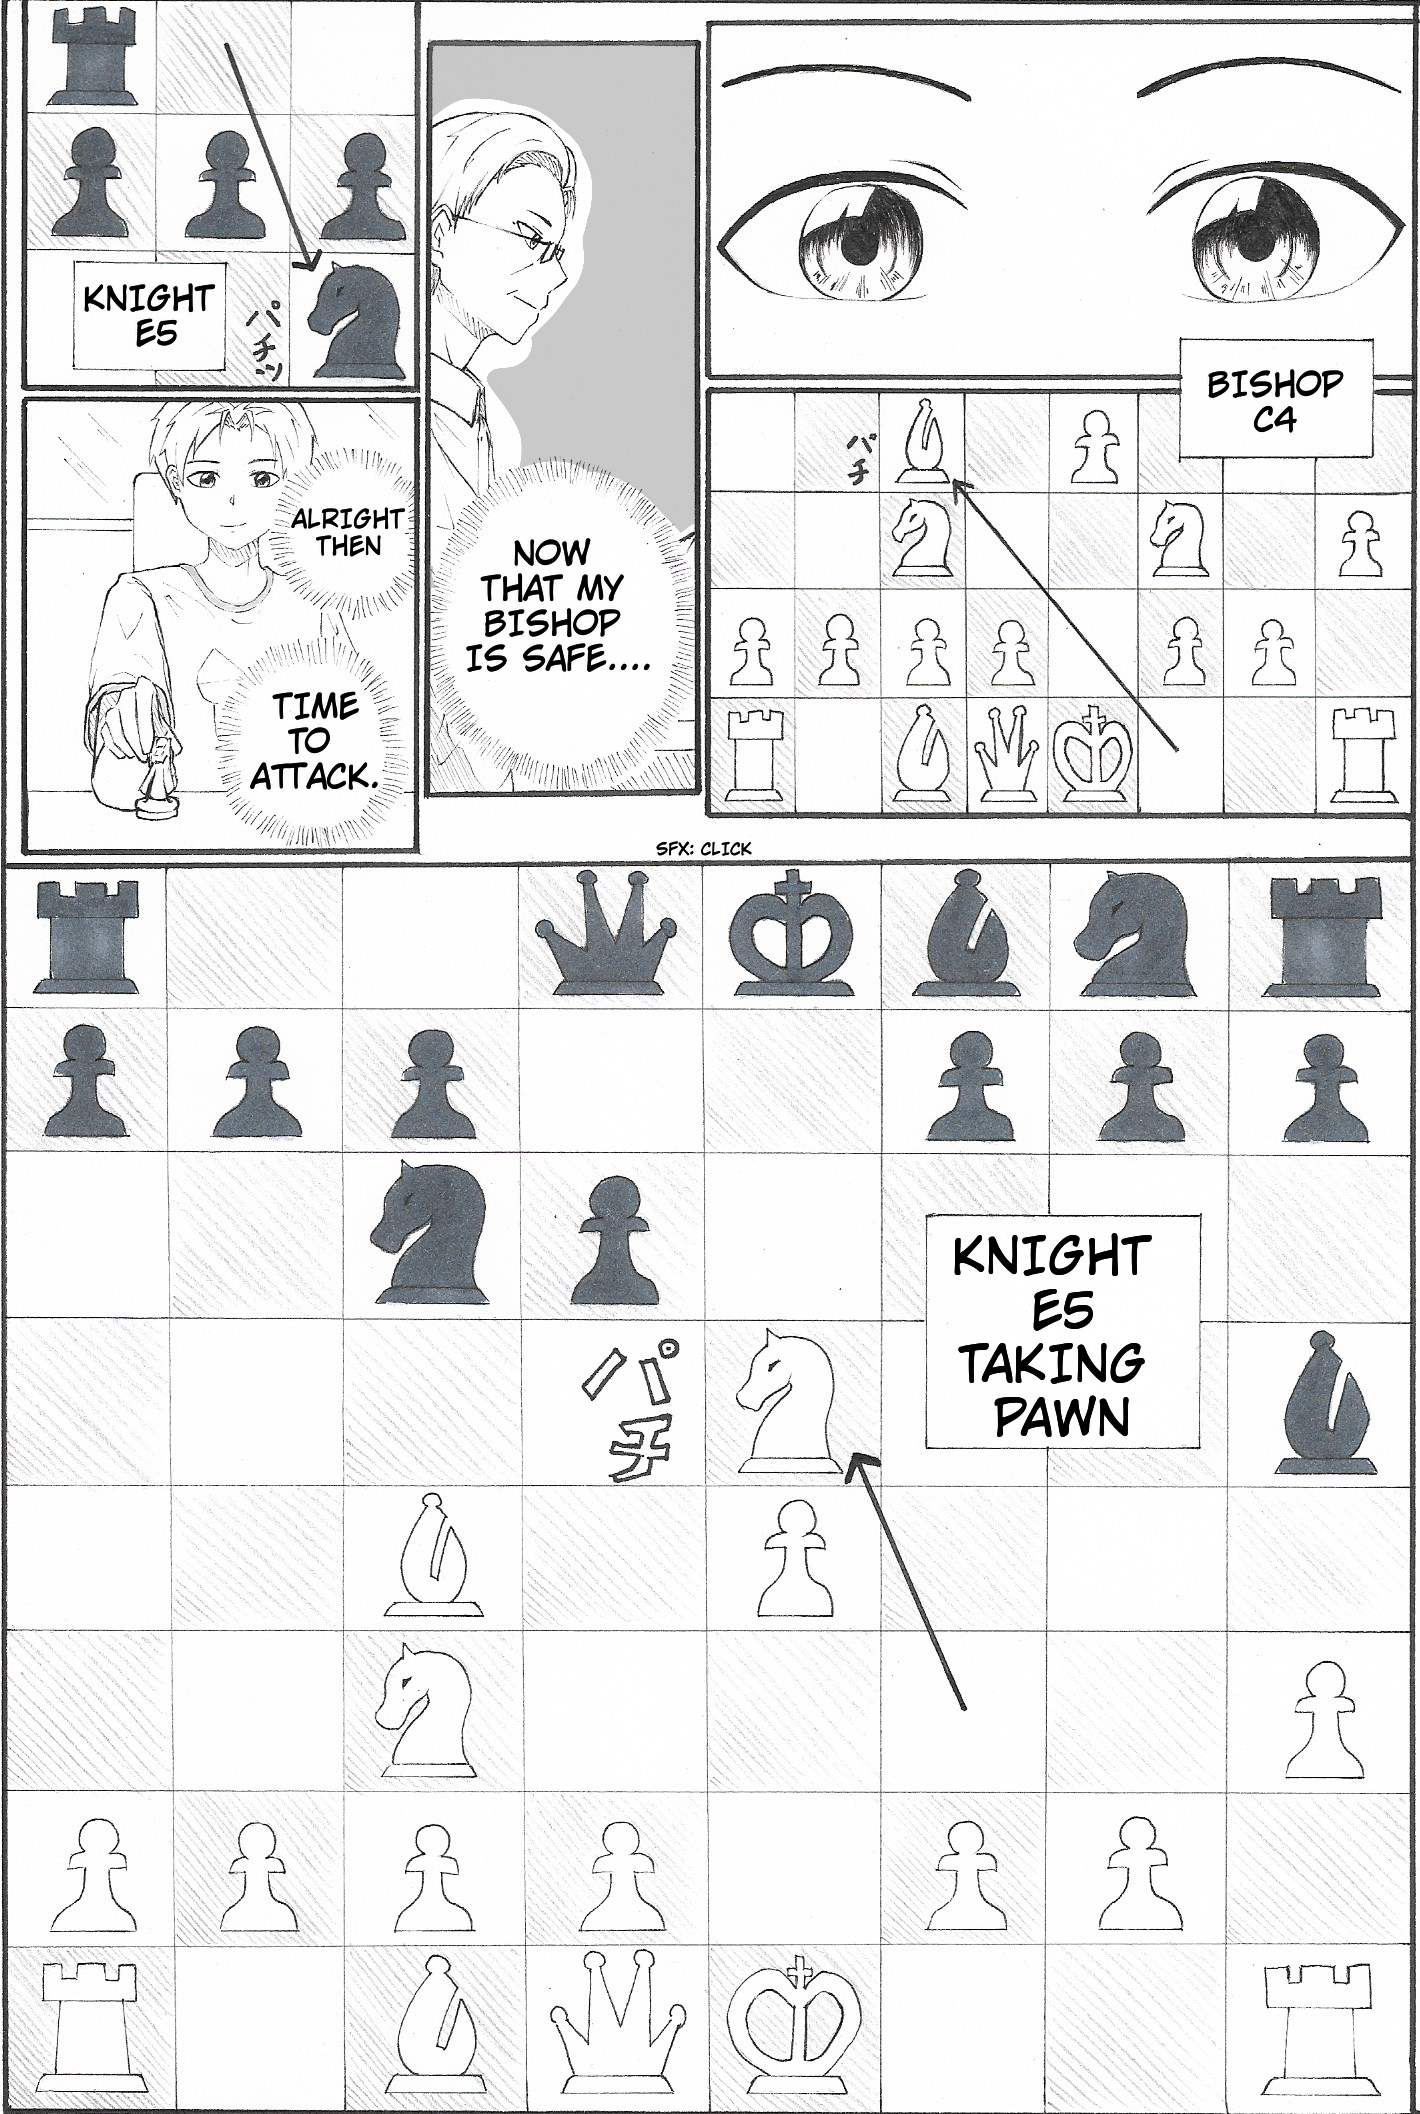 BISHOP
C4
パチ
NOW
THAT MY
BISHOP
IS SAFE....
KNIGHT
E5
パチッ
ALRIGHT
THEN
TIME
TO
ATTACK.
SFX: CLICK
KNIGHT
E5
TAKING
PAWN
パチ